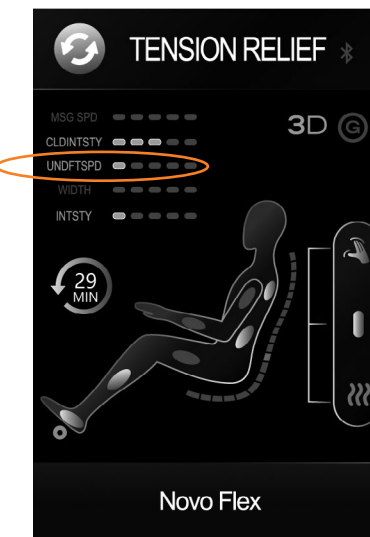 TENSION RELIEF
MSG SPD
CLDINTSTY
3D G
UNDFTSPD
WIDTH
INTSTY
29
MIN
Novo Flex